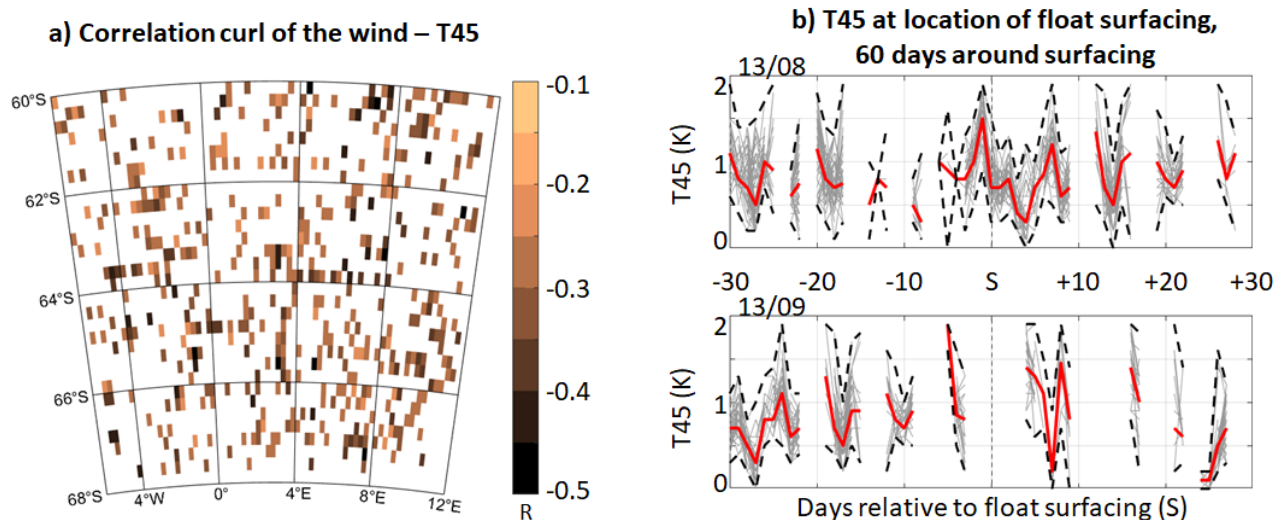 a) Correlation curl of the wind – T45
60°S
62°S
64°S
66°S
68°S
4°W
0°
4°E
8°E
12°E
-0.1
-0.2
-0.3
-0.4
-0.5
R
b) T45 at location of float surfacing,
60 days around surfacing
13/08
2
1
0
T45 (K)
-30
-20
-10
S
+10
+20
+30
13/09
2
1
0
T45 (K)
Days relative to float surfacing (S)